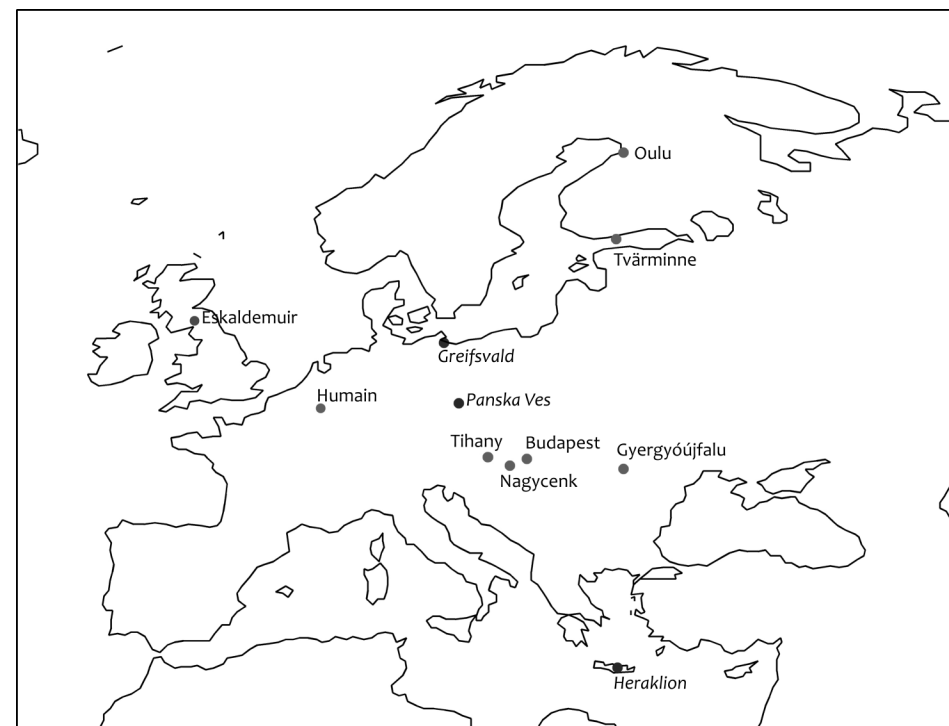 Oulu
Tvärminne
Eskaldemuir
Greifsvald
Humain
Panska Ves
Tihany
Budapest
Gyergyóújfalu
Nagycenk
Heraklion